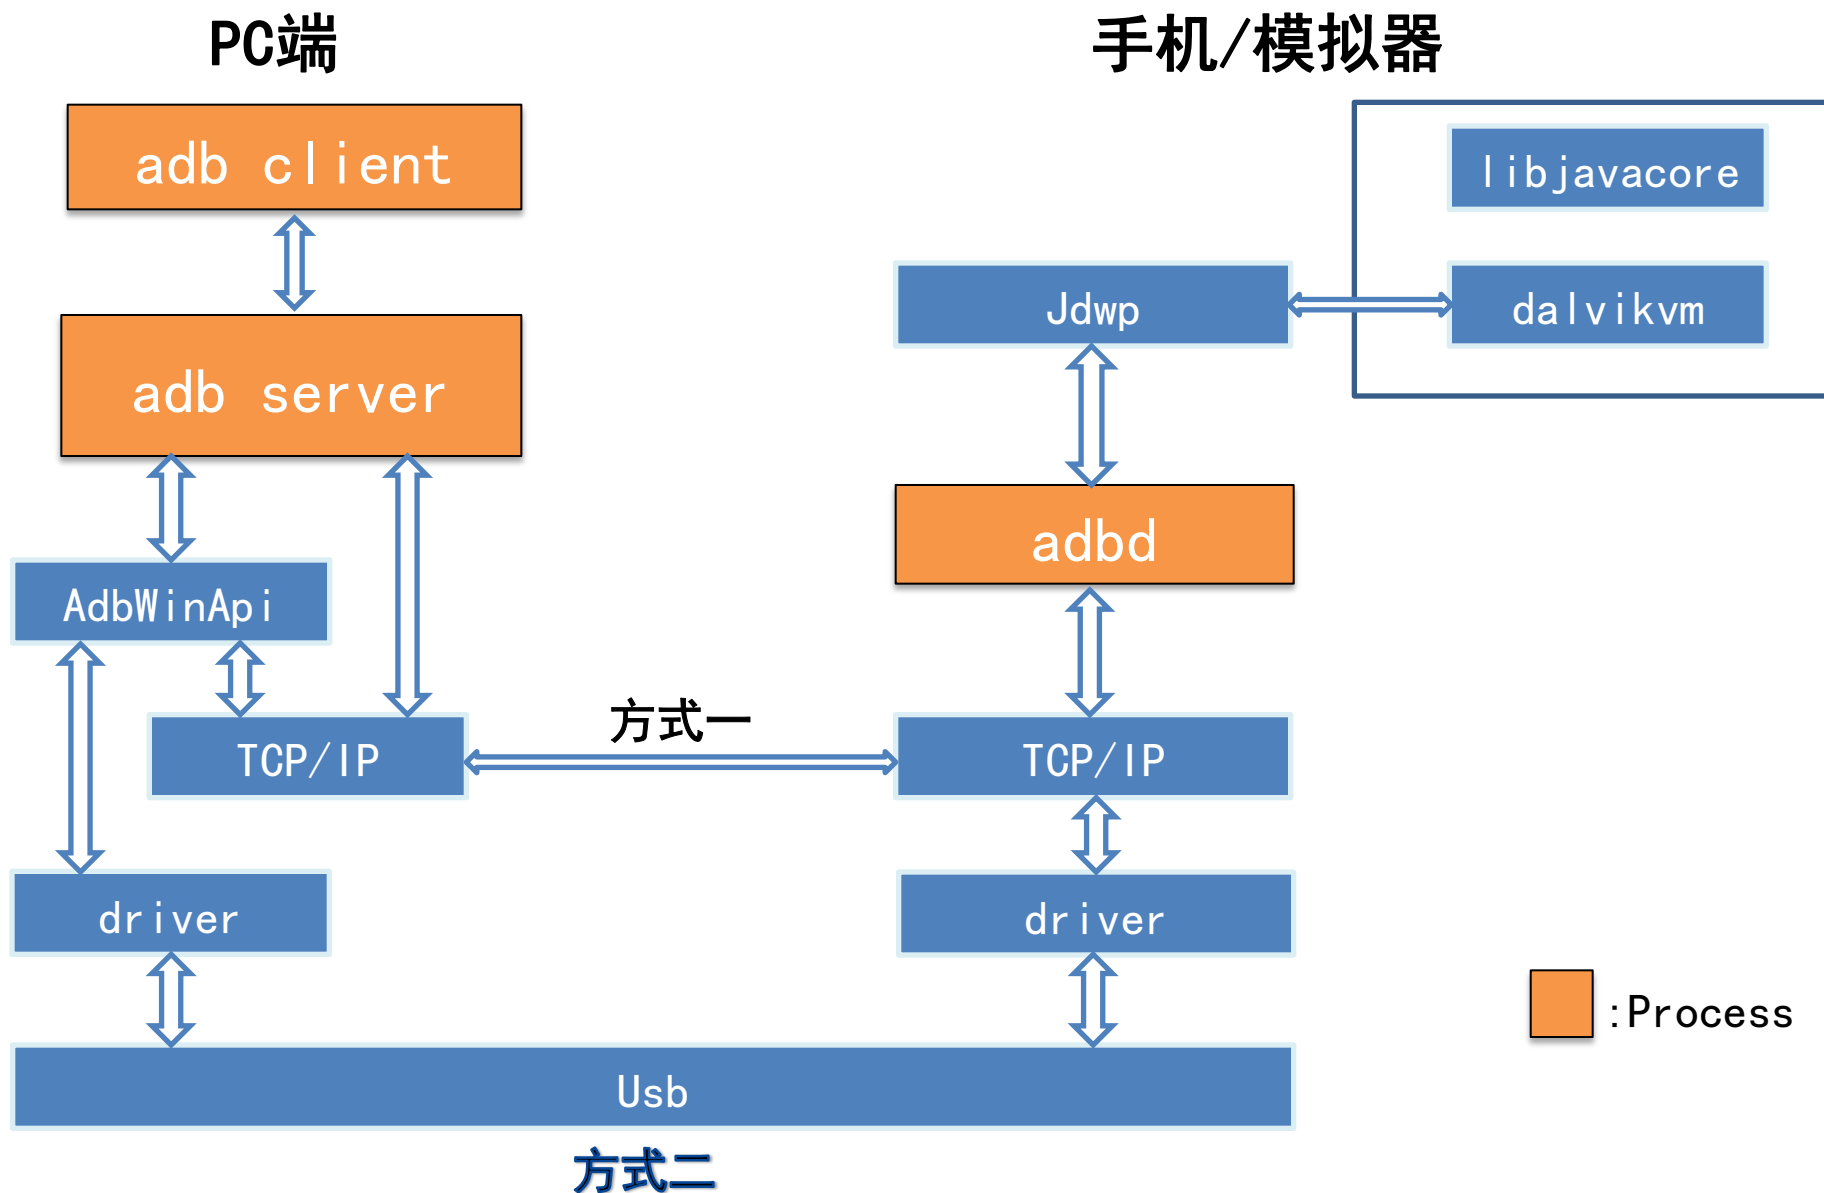 PC端
手机/模拟器
adb client
libjavacore
Jdwp
dalvikvm
adb server
adbd
AdbWinApi
方式一
TCP/IP
TCP/IP
driver
driver
:Process
Usb
方式二